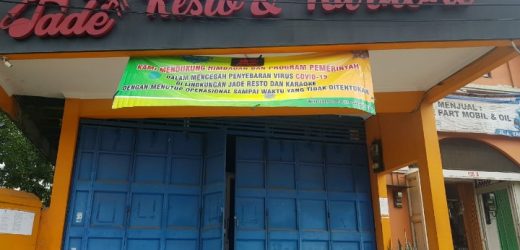 Jade Resto & Karaoke
KAMI MENDUKUNG HIMBAUAN DAN PROGRAM PEMERINTAH
DALAM MENCEGAH PENYEBARAN VIRUS COVID-19
DI LINGKUNGAN JADE RESTO DAN KARAOKE
DENGAN MENUTUP OPERASIONAL SAMPAI WAKTU YANG TIDAK DITENTUKAN
MENJUAL :
PART MOBIL & OIL